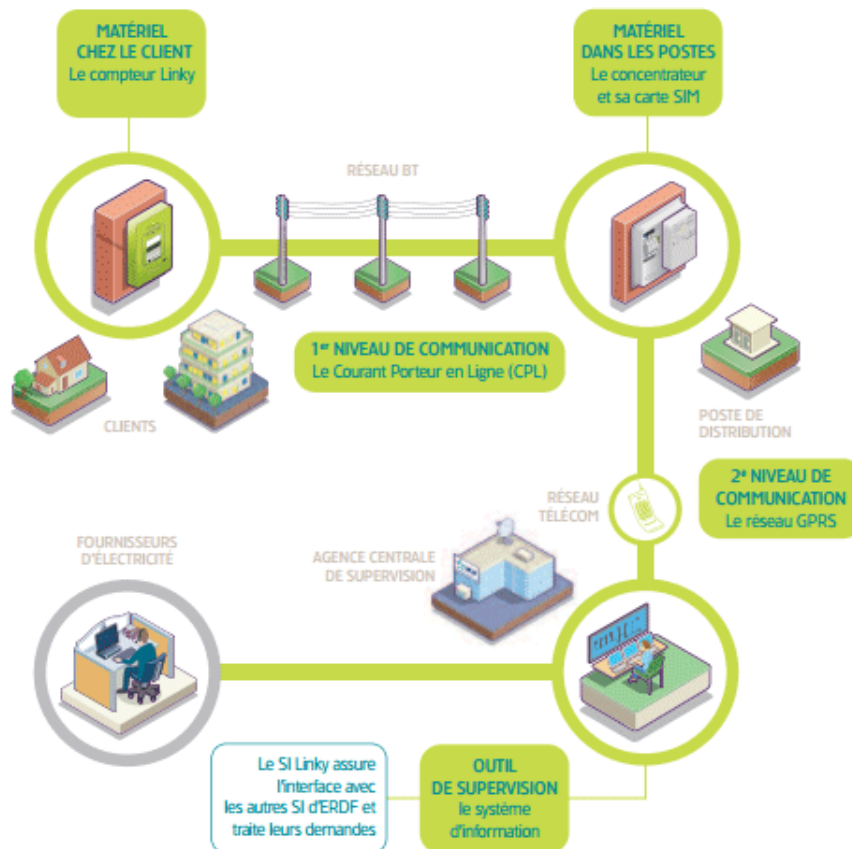 MATÉRIEL
CHEZ LE CLIENT
Le compteur Linky
MATÉRIEL
DANS LES POSTES
Le concentrateur
et sa carte SIM
RÉSEAU BT
1er NIVEAU DE COMMUNICATION
Le Courant Porteur en Ligne (CPL)
CLIENTS
POSTE DE
DISTRIBUTION
2e NIVEAU DE
COMMUNICATION
Le réseau GPRS
RÉSEAU
TÉLÉCOM
AGENCE CENTRALE
DE SUPERVISION
FOURNISSEURS
D'ÉLECTRICITÉ
Le SI Linky assure
l'interface avec
les autres SI d'ERDF et
traite leurs demandes
OUTIL
DE SUPERVISION
le système
d'information